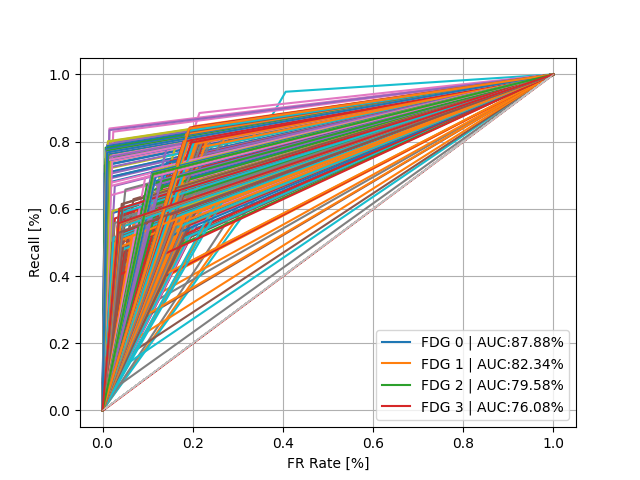 1.0
0.8
0.6
0.4
0.2
0.0
Recall [%]
0.0 0.2 0.4 0.6 0.8 1.0
FR Rate [%]
FDG 0 | AUC:87.88%
FDG 1 | AUC:82.34%
FDG 2 | AUC:79.58%
FDG 3 | AUC:76.08%